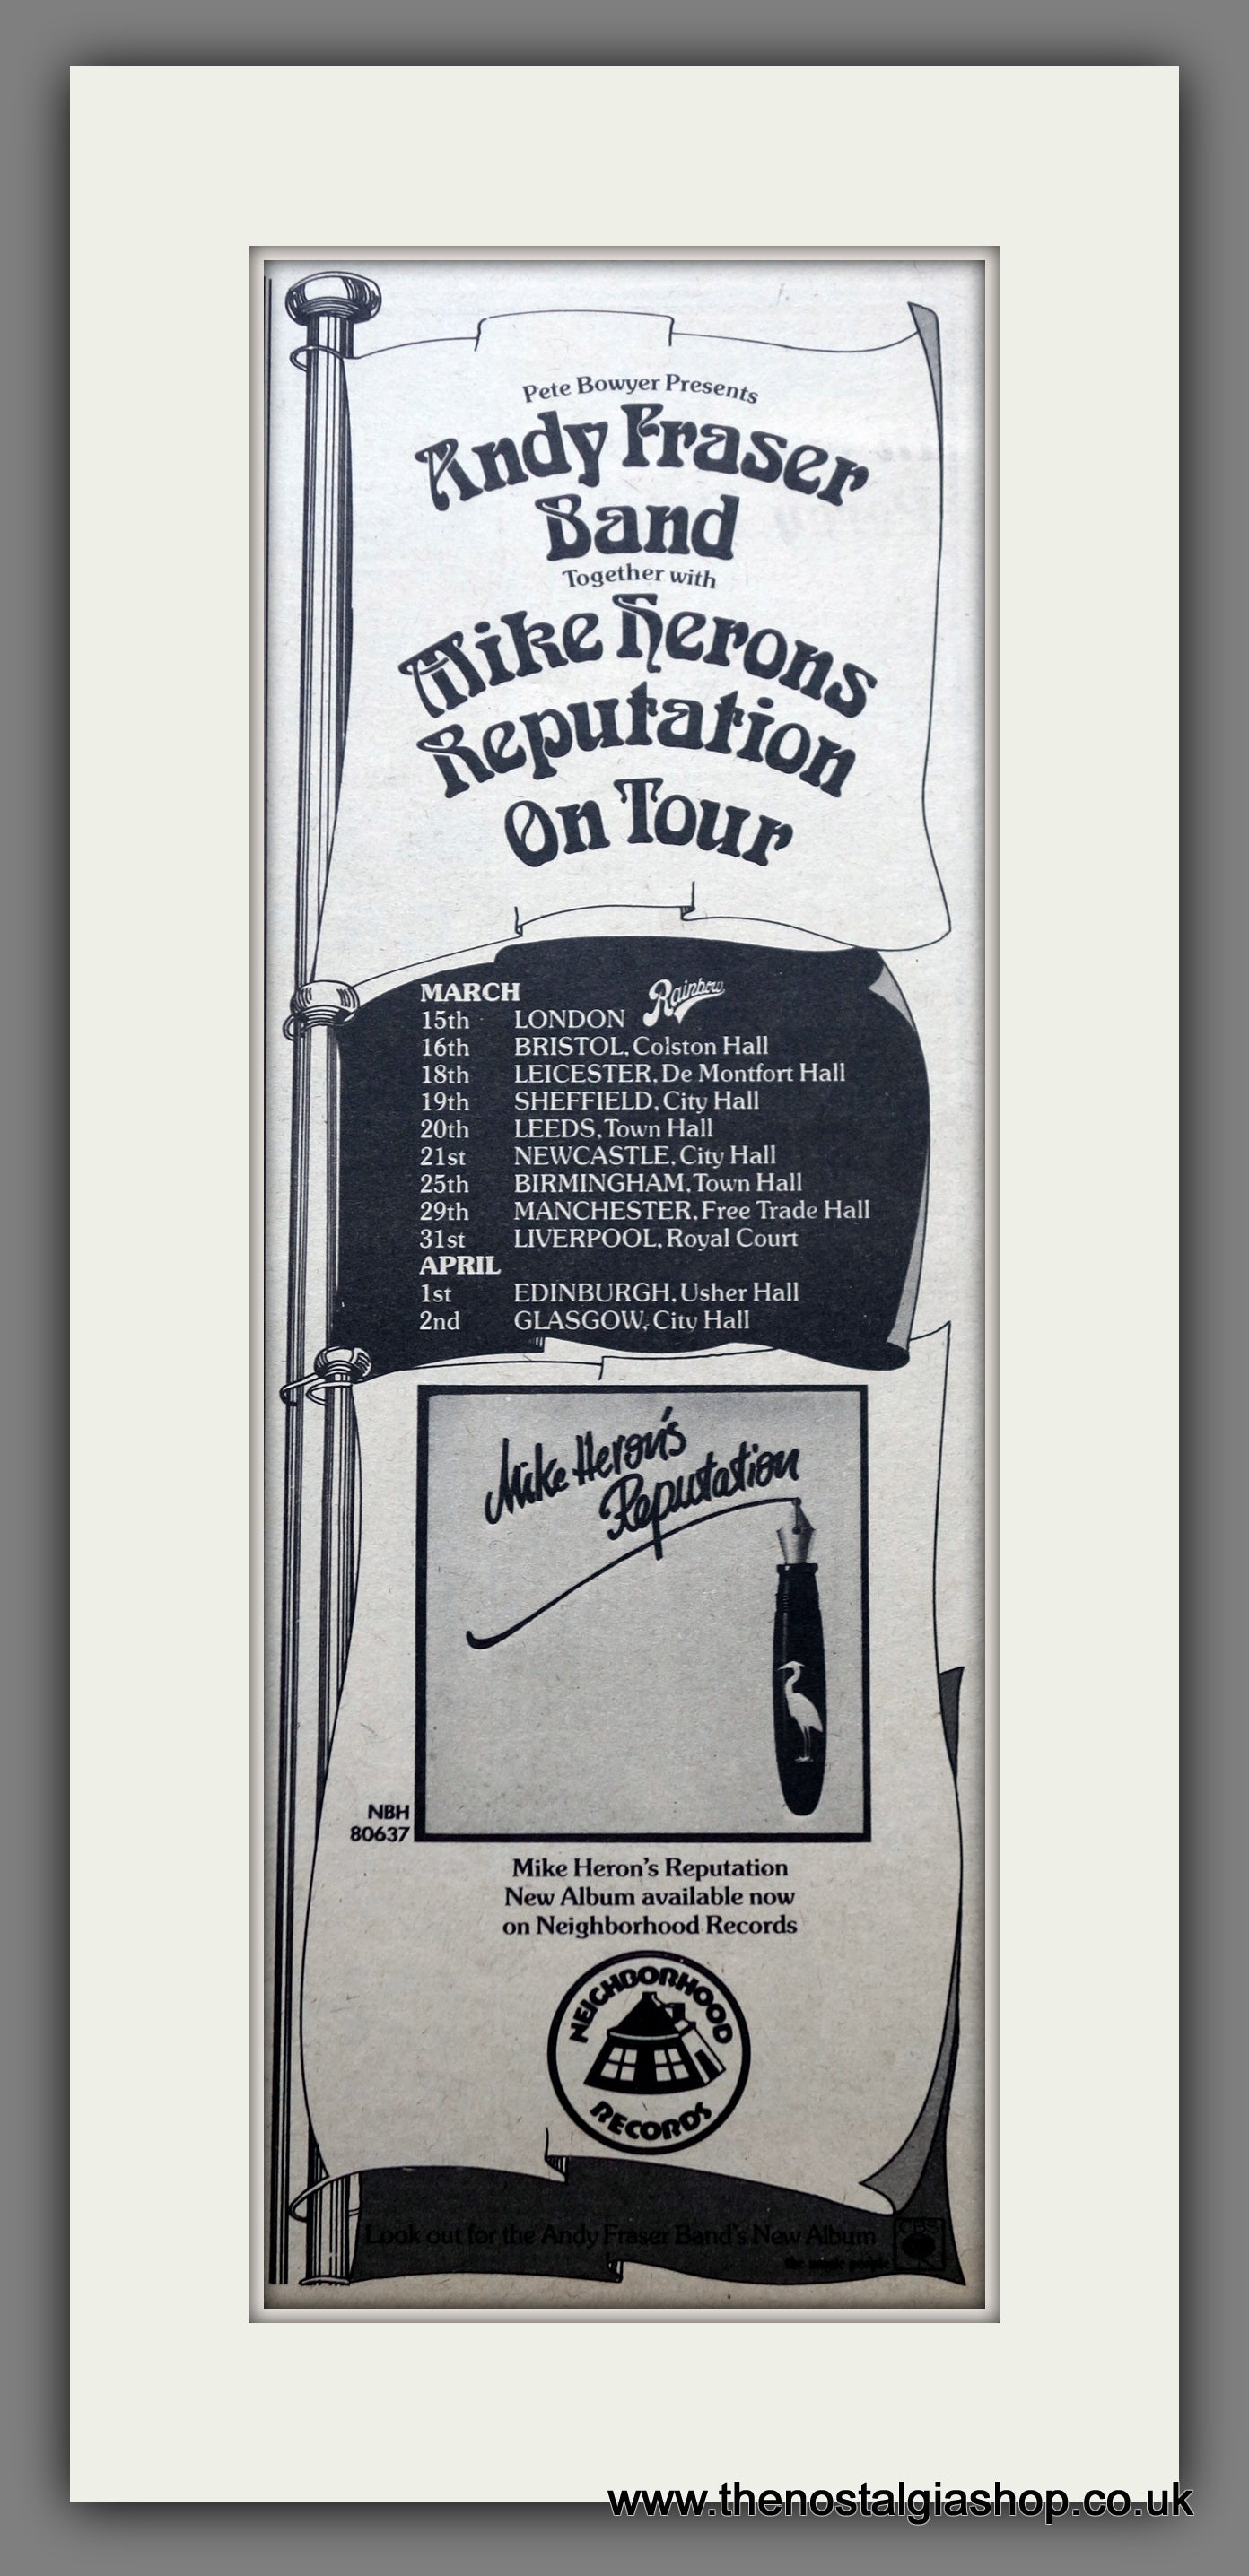 Pete Bowyer Presents
Andy Fraser
Band
Together with
Mike Herons
Reputation
On Tour
MARCH
15th LONDON Rainbow
16th BRISTOL, Colston Hall
18th LEICESTER, De Montfort Hall
19th SHEFFIELD, City Hall
20th LEEDS, Town Hall
21st NEWCASTLE, City Hall
25th BIRMINGHAM, Town Hall
29th MANCHESTER, Free Trade Hall
31st LIVERPOOL, Royal Court
APRIL
1st EDINBURGH, Usher Hall
2nd GLASGOW, City Hall
Mike Heron's
Reputation
NBH
80637
Mike Heron's Reputation
New Album available now
on Neighborhood Records
NEIGHBORHOOD
RECORDS
Look out for the Andy Fraser Band's New Album
CBS
the music people
www.thenostalgiashop.co.uk